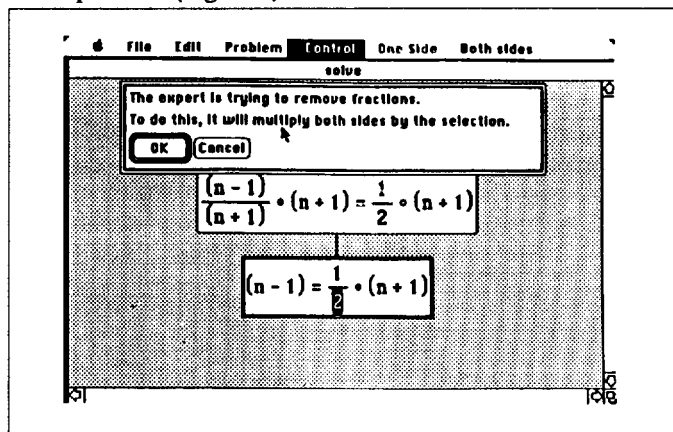 File Edit Problem Control One Side Both sides
solve
The expert is trying to remove fractions.
To do this, it will multiply both sides by the selection.
OK Cancel
(n - 1)/(n + 1) • (n + 1) = 1/2 • (n + 1)
(n - 1) = 1/2 • (n + 1)